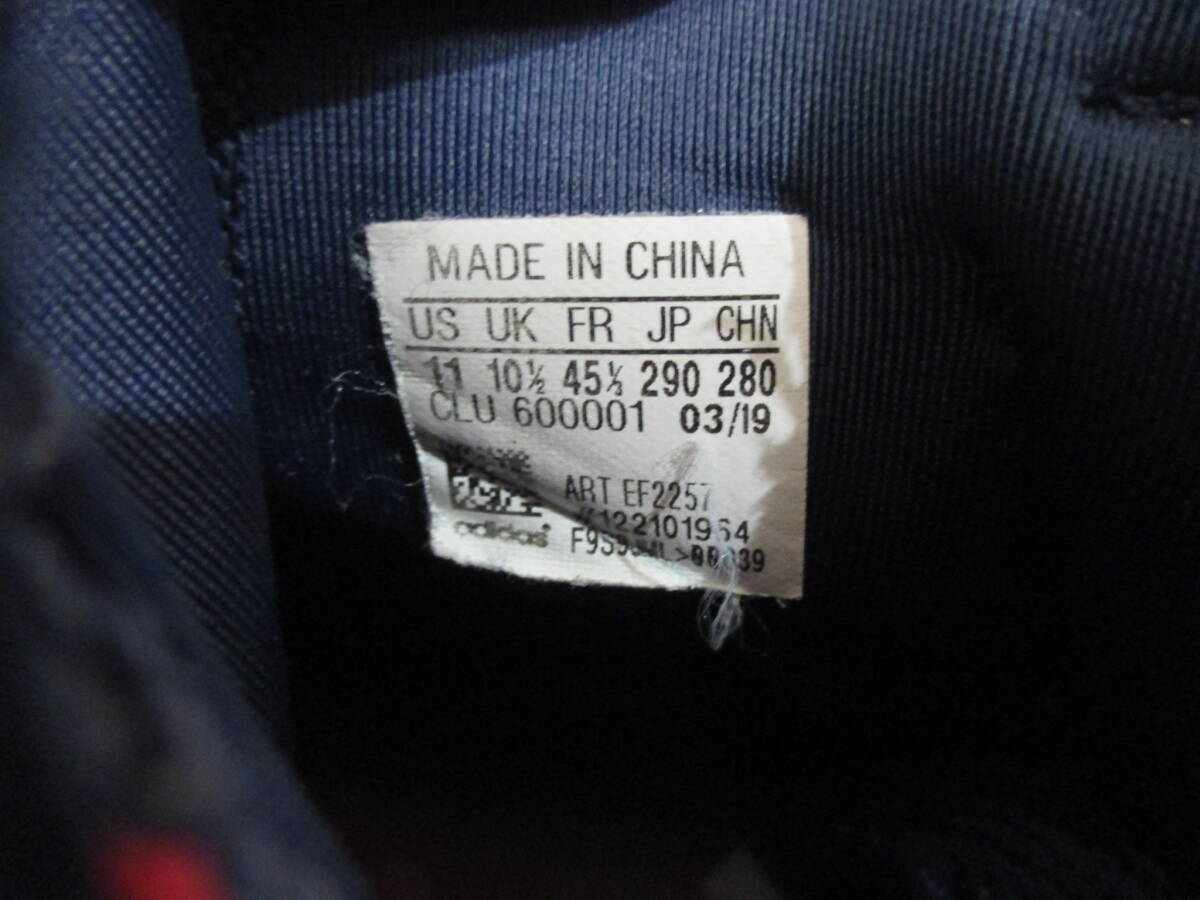 MADE IN CHINA
US UK FR JP CHN
11 10½ 45⅓ 290 280
CLU 600001 03/19
ART EF2257
adidas